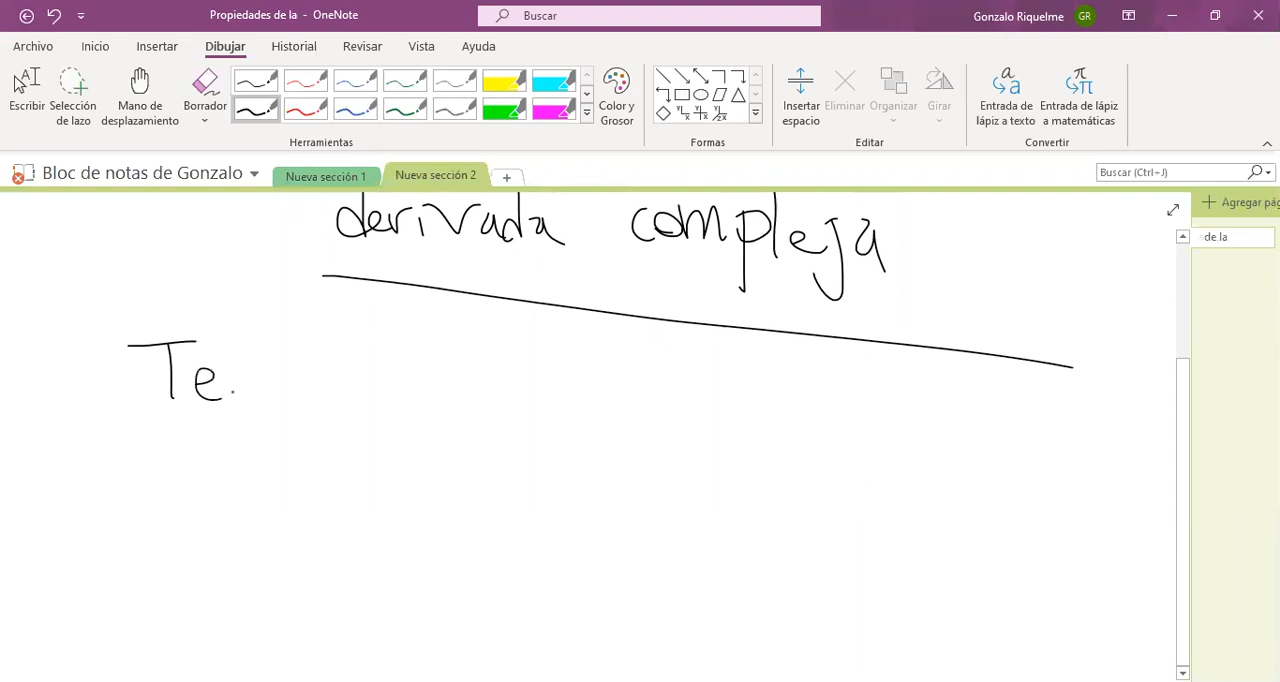 Propiedades de la - OneNote
Buscar
Gonzalo Riquelme
GR
Archivo Inicio Insertar Dibujar Historial Revisar Vista Ayuda
Escribir
Selección de lazo
Mano de desplazamiento
Borrador
Color y Grosor
Insertar espacio
Eliminar
Organizar
Girar
Entrada de lápiz a texto
Entrada de lápiz a matemáticas
Herramientas
Formas
Editar
Convertir
Bloc de notas de Gonzalo
Nueva sección 1
Nueva sección 2
Buscar (Ctrl+J)
Agregar pág
de la
derivada compleja
Te